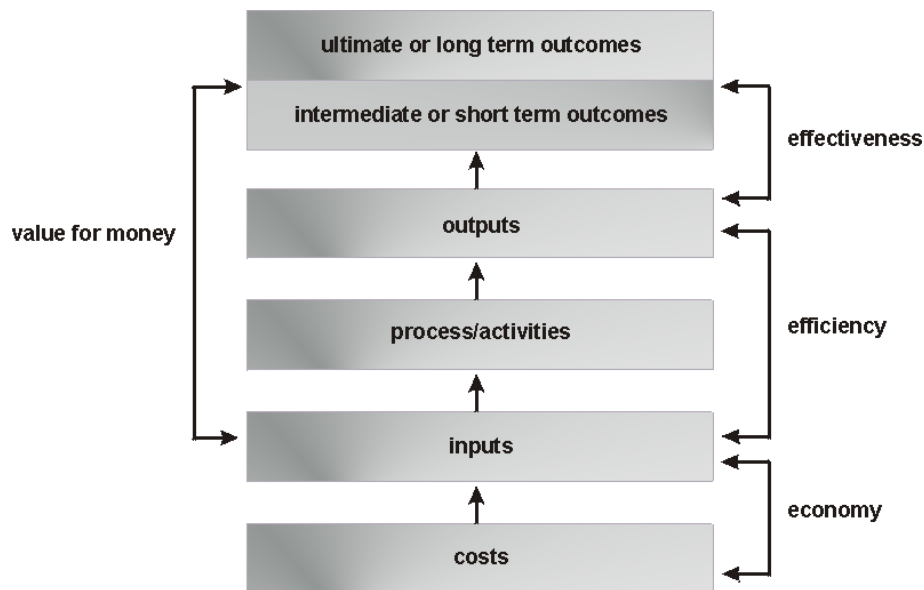 ultimate or long term outcomes
intermediate or short term outcomes
effectiveness
outputs
value for money
process/activities
efficiency
inputs
economy
costs